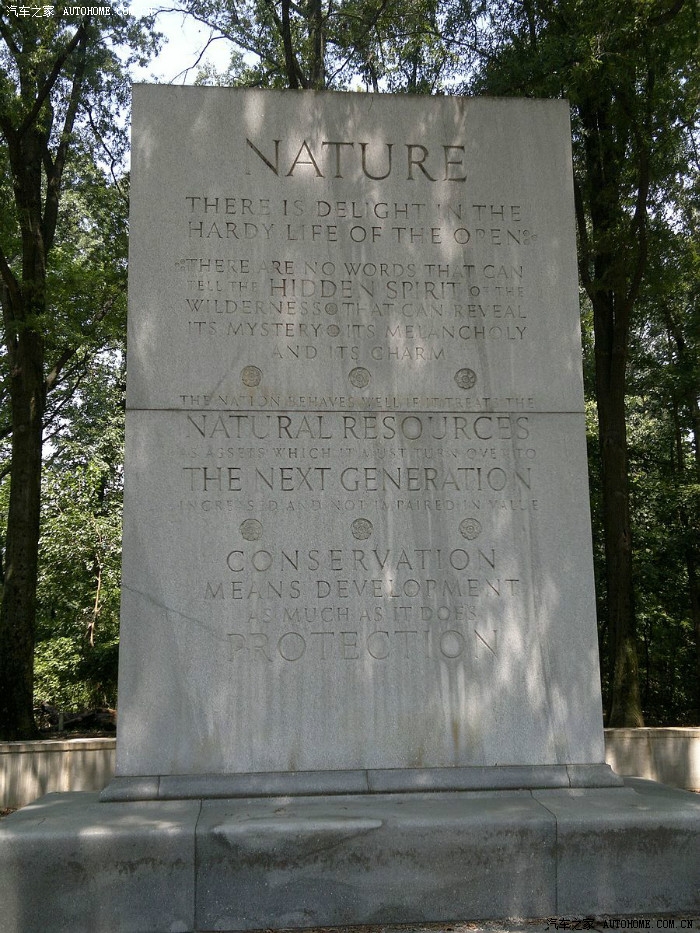 汽车之家 AUTOHOME
NATURE
THERE IS DELIGHT IN THE
HARDY LIFE OF THE OPEN
THERE ARE NO WORDS THAT CAN
TELL THE HIDDEN SPIRIT OF THE
WILDERNESS THAT CAN REVEAL
ITS MYSTERY ITS MELANCHOLY
AND ITS CHARM
THE NATION BEHAVES WELL IF IT TREATS THE
NATURAL RESOURCES
AS ASSETS WHICH IT MUST TURN OVER TO
THE NEXT GENERATION
INCREASED AND NOT IMPAIRED IN VALUE
CONSERVATION
MEANS DEVELOPMENT
AS MUCH AS IT DOES
PROTECTION
汽车之家 AUTOHOME.COM.CN